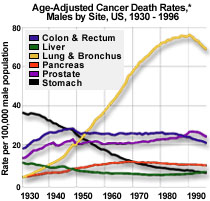 Age-Adjusted Cancer Death Rates,*
Males by Site, US, 1930 - 1996
Rate per 100,000 male population
80
60
40
20
0
Colon & Rectum
Liver
Lung & Bronchus
Pancreas
Prostate
Stomach
1930 1940 1950 1960 1970 1980 1990